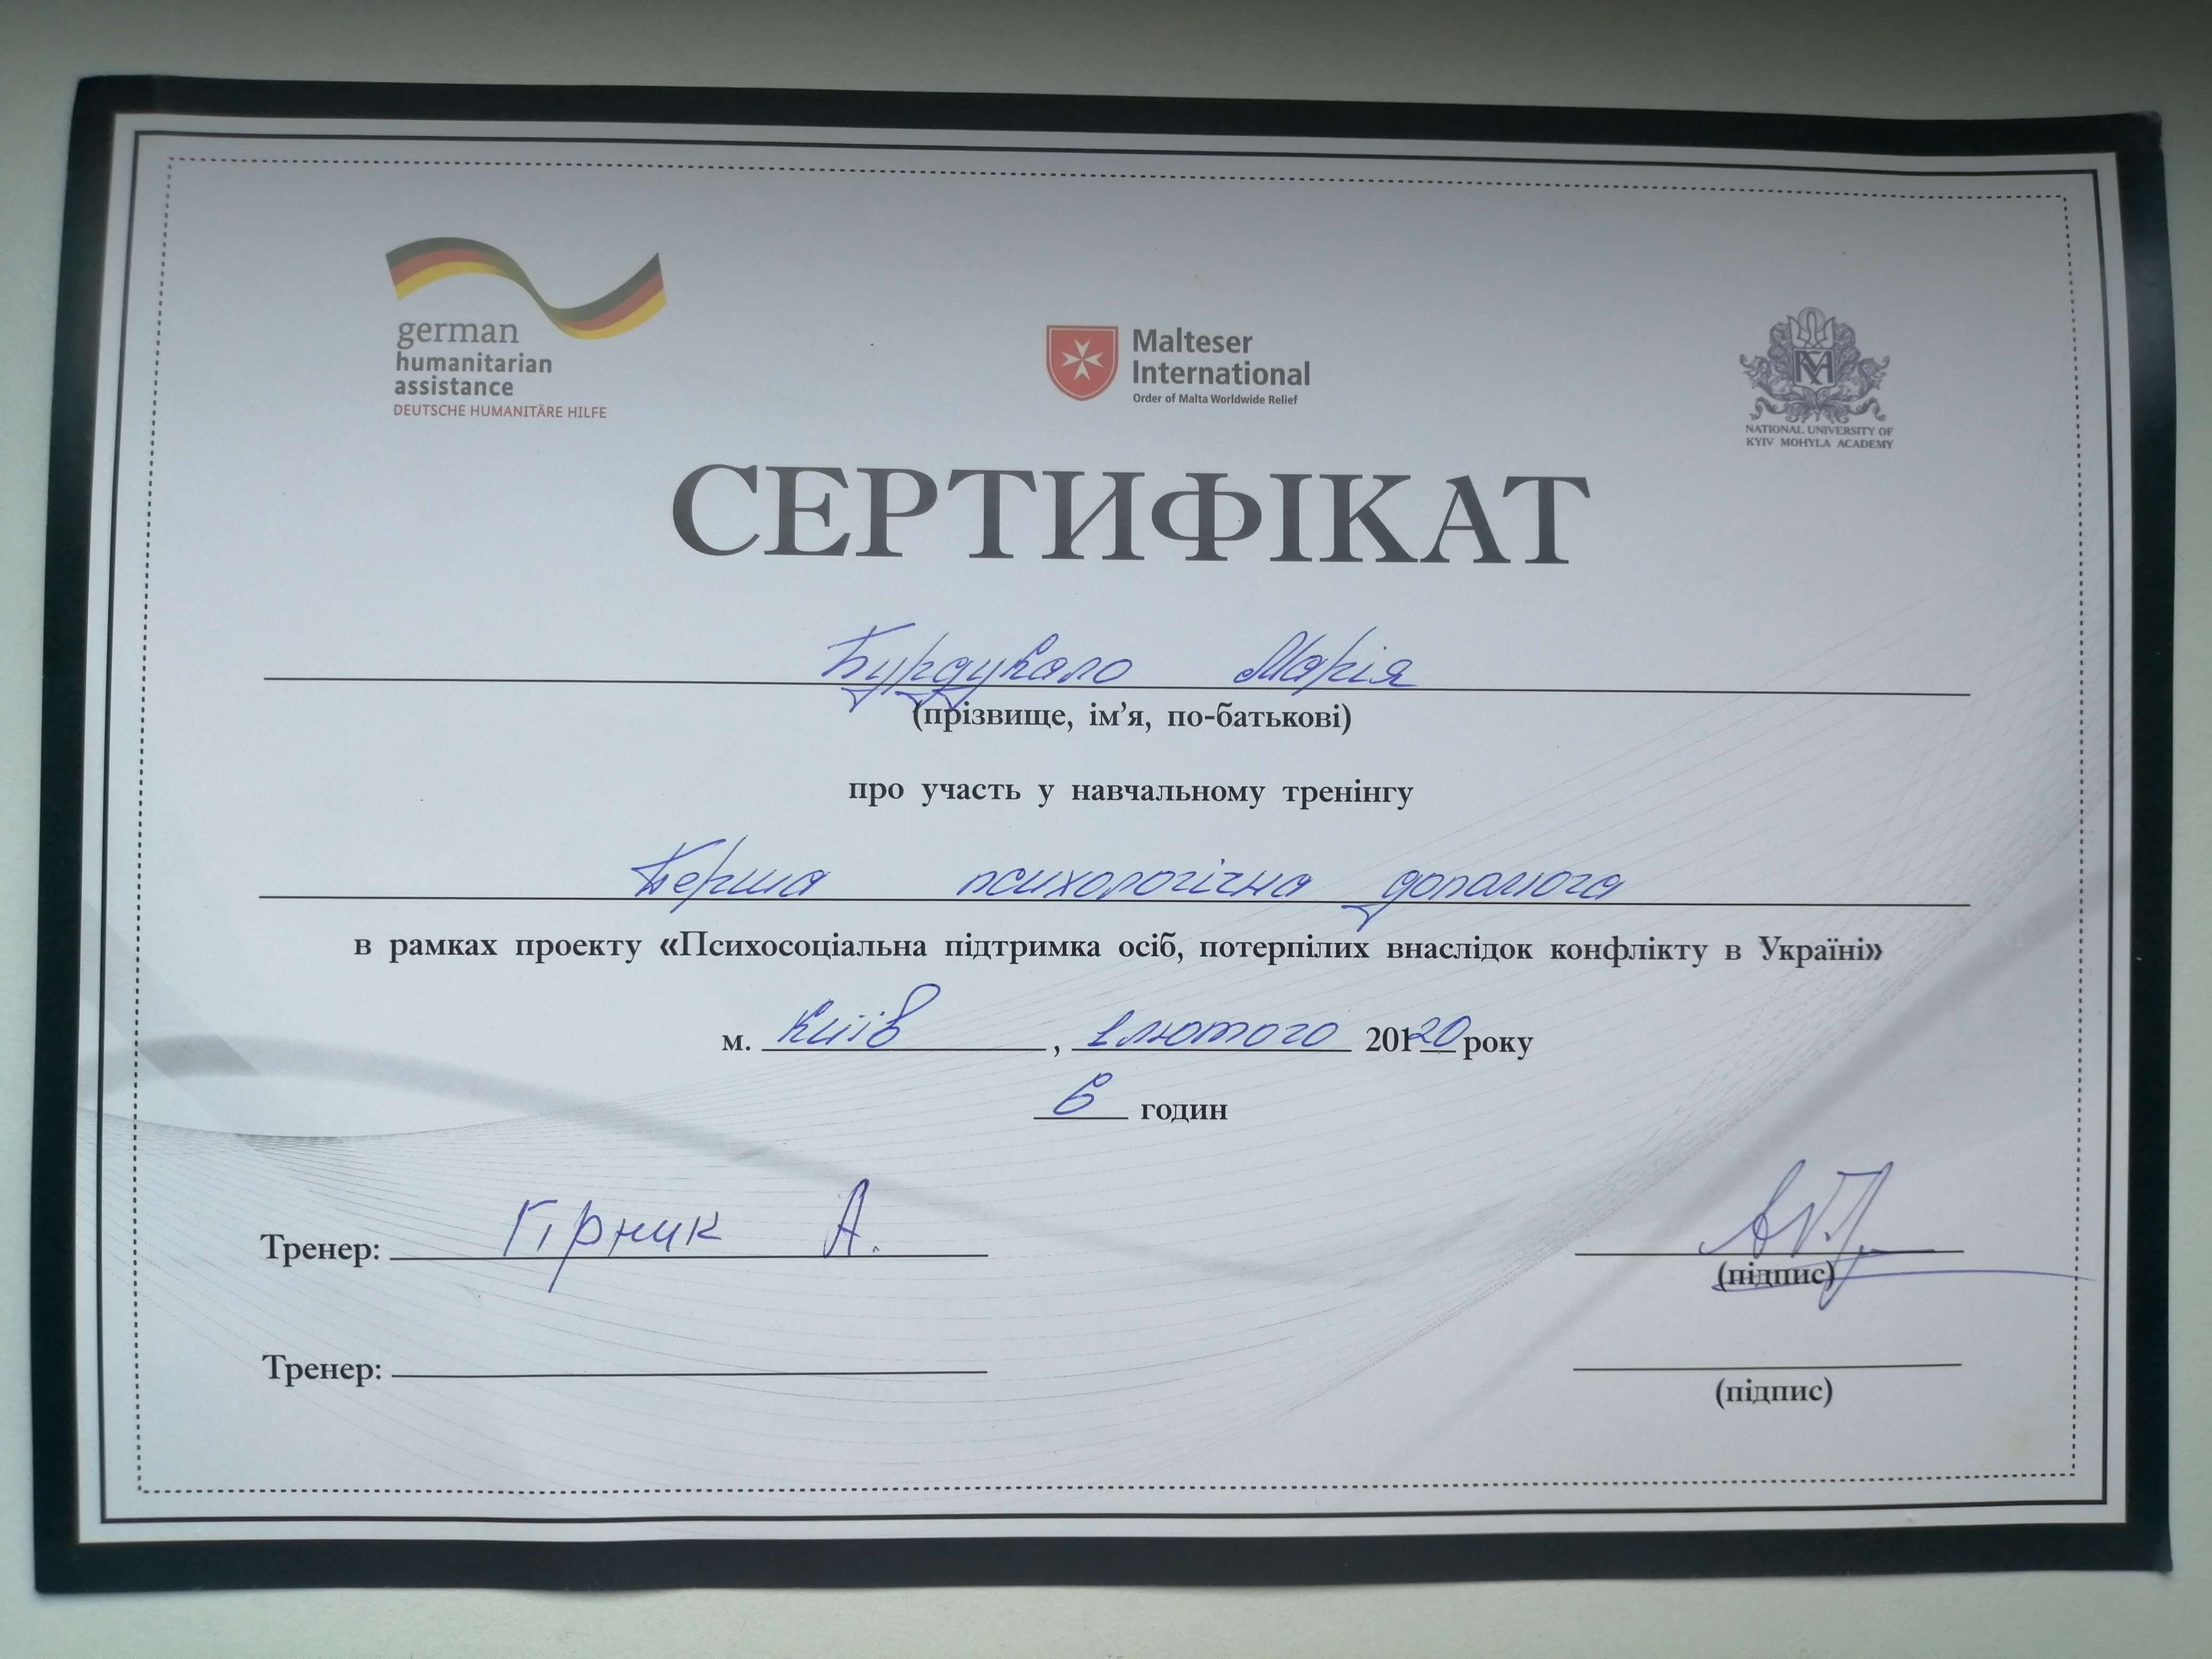 german
humanitarian
assistance
DEUTSCHE HUMANITÄRE HILFE
Malteser
International
Order of Malta Worldwide Relief
NATIONAL UNIVERSITY OF
KYIV MOHYLA ACADEMY
СЕРТИФІКАТ
Бурдукало Марія
(прізвище, ім’я, по-батькові)
про участь у навчальному тренінгу
Перша психологічна допомога
в рамках проекту «Психосоціальна підтримка осіб, потерпілих внаслідок конфлікту в Україні»
м. Київ, 1 лютого 20120 року
6 годин
Тренер: Гірник А.
(підпис)
Тренер:
(підпис)